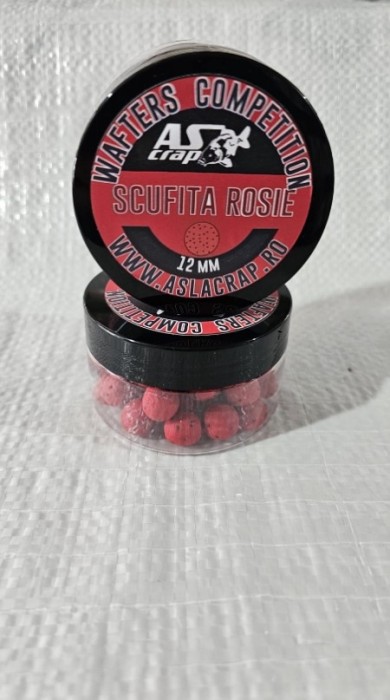 WAFTERS COMPETITION
AS
crap
SCUFITA ROSIE
12 MM
WWW.ASLACRAP.RO
WAFTERS COMPETITION